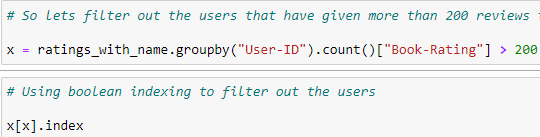 # So lets filter out the users that have given more than 200 reviews
x = ratings_with_name.groupby("User-ID").count()["Book-Rating"] > 200
# Using boolean indexing to filter out the users
x[x].index